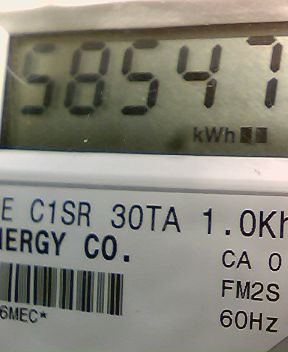 58547
kWh
E C1SR 30TA 1.0Kh
NERGY CO.
CA 0
FM2S
6MEC*
60Hz